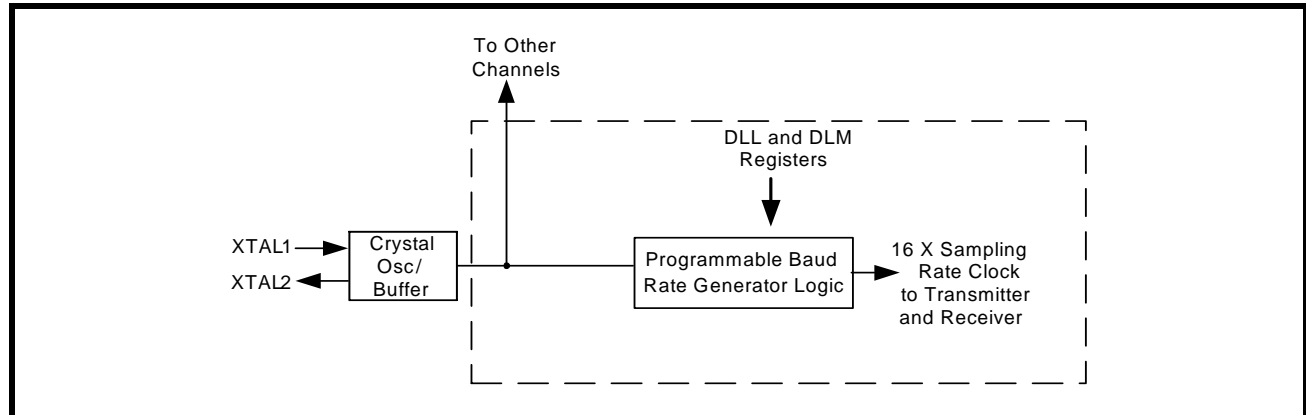 To Other
Channels
DLL and DLM
Registers
XTAL1
XTAL2
Crystal
Osc/
Buffer
Programmable Baud
Rate Generator Logic
16 X Sampling
Rate Clock
to Transmitter
and Receiver